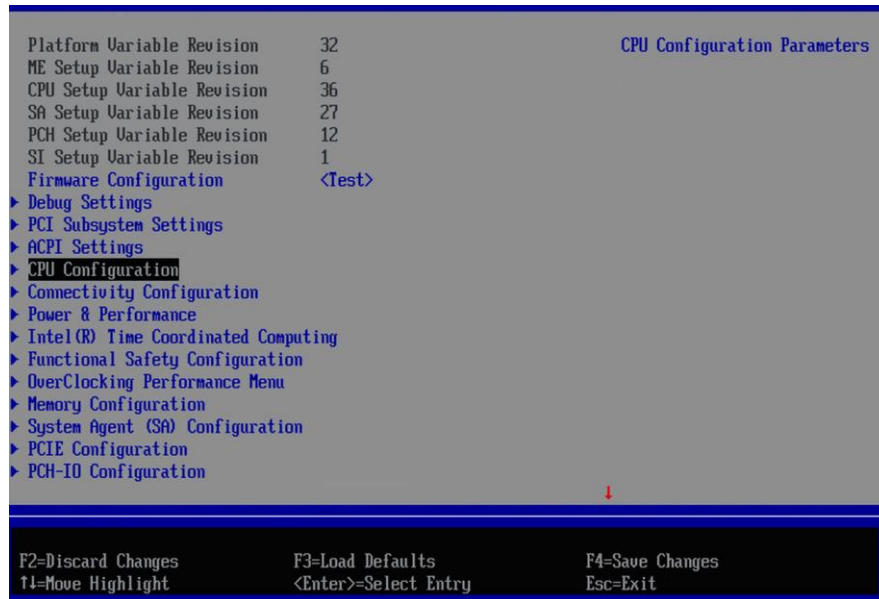 Platform Variable Revision 32 CPU Configuration Parameters
ME Setup Variable Revision 6
CPU Setup Variable Revision 36
SA Setup Variable Revision 27
PCH Setup Variable Revision 12
SI Setup Variable Revision 1
Firmware Configuration <Test>
Debug Settings
PCI Subsystem Settings
ACPI Settings
CPU Configuration
Connectivity Configuration
Power & Performance
Intel(R) Time Coordinated Computing
Functional Safety Configuration
OverClocking Performance Menu
Memory Configuration
System Agent (SA) Configuration
PCIE Configuration
PCH-IO Configuration
↓
F2=Discard Changes F3=Load Defaults F4=Save Changes
↑↓=Move Highlight <Enter>=Select Entry Esc=Exit